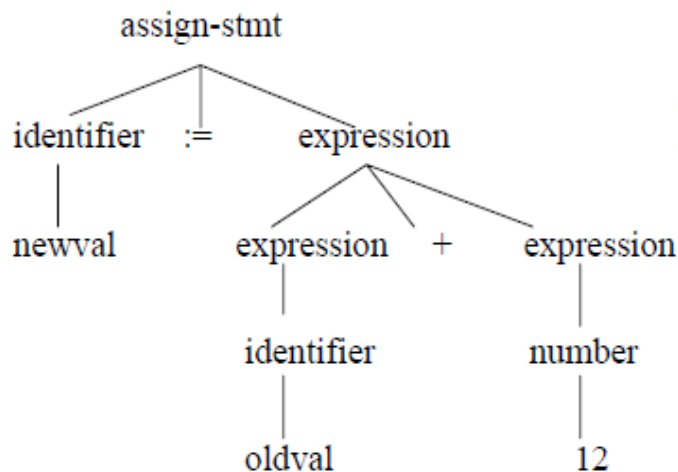 assign-stmt
identifier := expression
newval expression + expression
identifier number
oldval 12